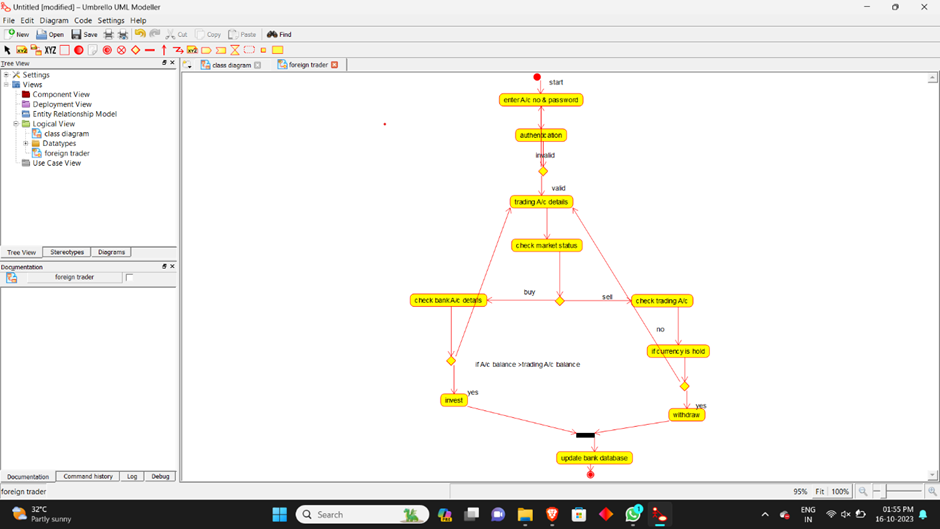 Untitled [modified] – Umbrello UML Modeller
File Edit Diagram Code Settings Help
New Open Save Cut Copy Paste Find
XYZ
Tree View
class diagram foreign trader
Settings
Views
Component View
Deployment View
Entity Relationship Model
Logical View
class diagram
Datatypes
foreign trader
Use Case View
Tree View Stereotypes Diagrams
Documentation
foreign trader
start
enter A/c no & password
authentication
invalid
valid
trading A/c details
check market status
buy
sell
check bank A/c details
check trading A/c
no
if currency is hold
if A/c balance >trading A/c balance
yes
invest
yes
withdraw
update bank database
Documentation Command history Log Debug
foreign trader
95% Fit 100%
32°C
Partly sunny
Search
1
ENG
IN
01:55 PM
16-10-2023